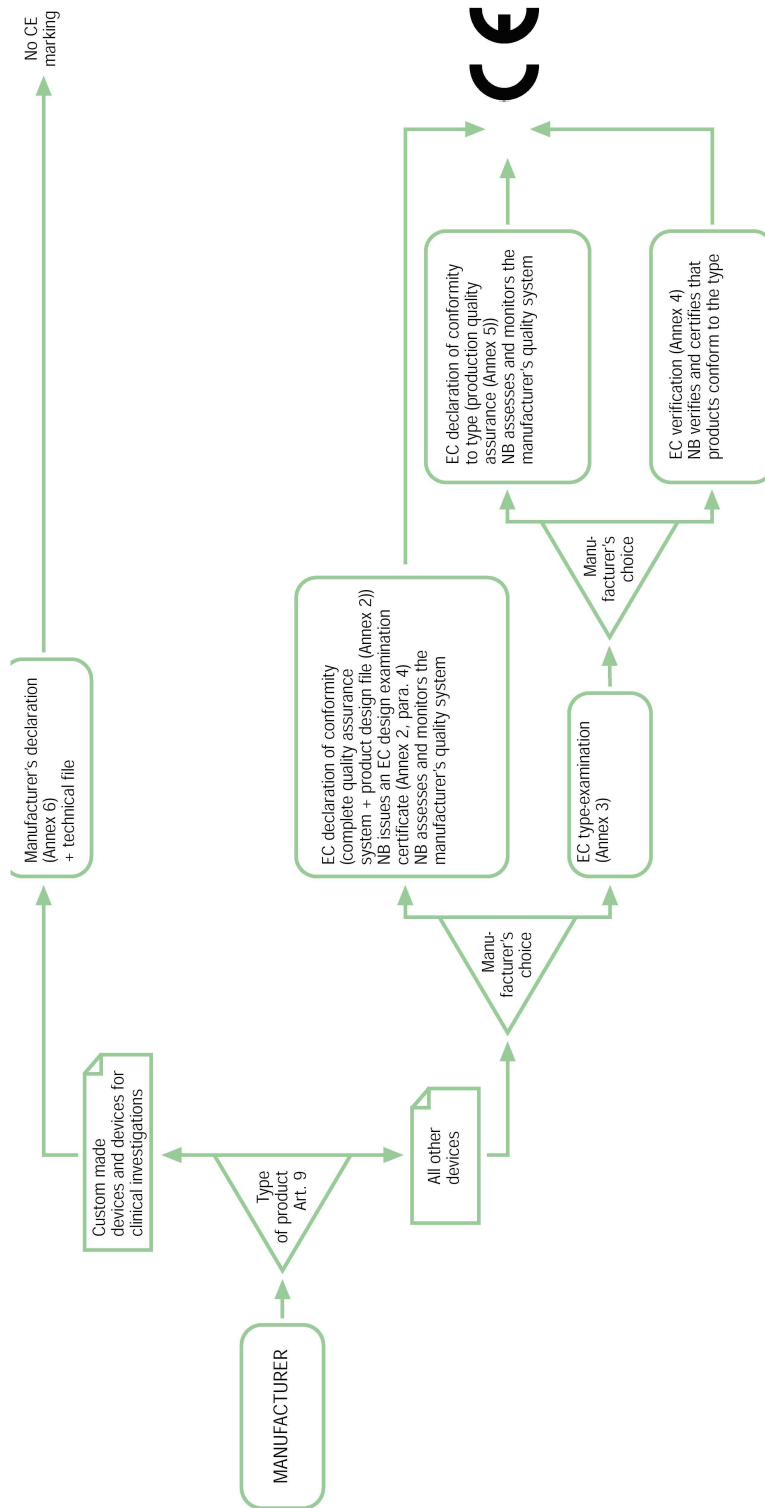 MANUFACTURER
Type
of product
Art. 9
Custom made
devices and devices for
clinical investigations
Manufacturer's declaration
(Annex 6)
+ technical file
No CE
marking
All other
devices
Manu-
facturer's
choice
EC declaration of conformity
(complete quality assurance
system + product design file (Annex 2))
NB issues an EC design examination
certificate (Annex 2, para. 4)
NB assesses and monitors the
manufacturer's quality system
EC type-examination
(Annex 3)
Manu-
facturer's
choice
EC declaration of conformity
to type (production quality
assurance (Annex 5))
NB assesses and monitors the
manufacturer's quality system
EC verification (Annex 4)
NB verifies and certifies that
products conform to the type
CE